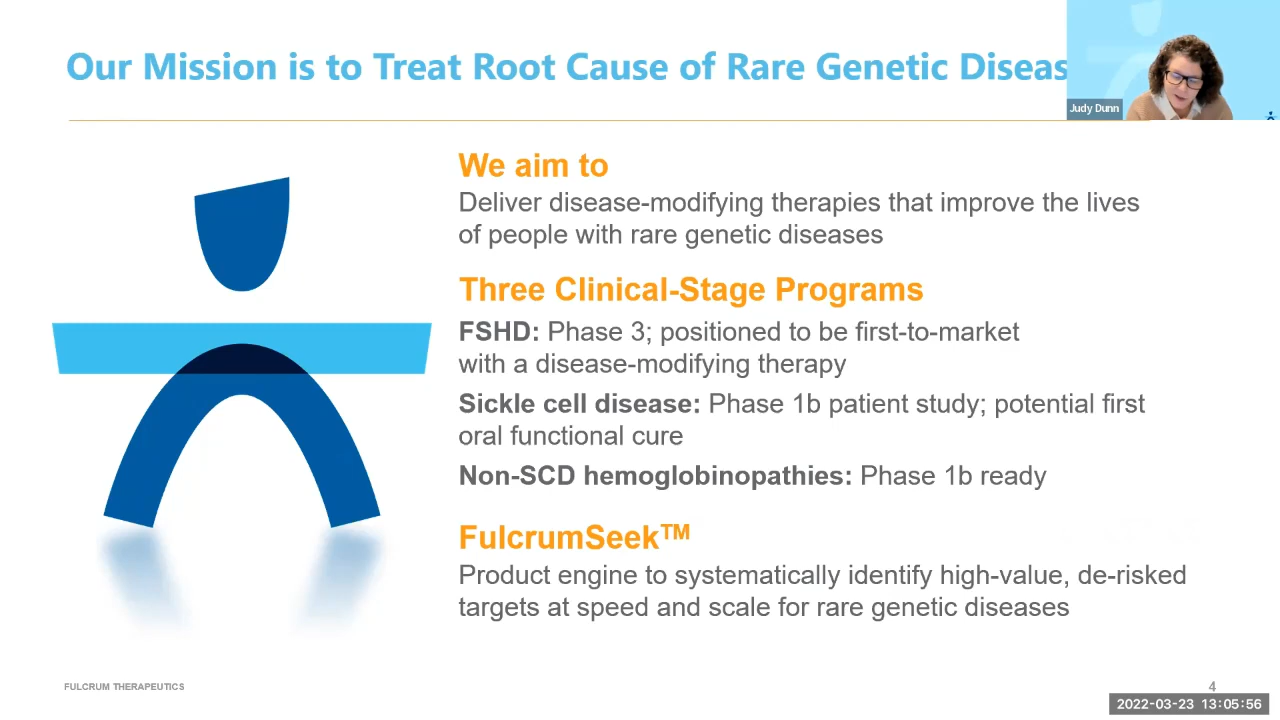 Our Mission is to Treat Root Cause of Rare Genetic Diseas
Judy Dunn
We aim to
Deliver disease-modifying therapies that improve the lives
of people with rare genetic diseases
Three Clinical-Stage Programs
FSHD: Phase 3; positioned to be first-to-market
with a disease-modifying therapy
Sickle cell disease: Phase 1b patient study; potential first
oral functional cure
Non-SCD hemoglobinopathies: Phase 1b ready
FulcrumSeek™
Product engine to systematically identify high-value, de-risked
targets at speed and scale for rare genetic diseases
FULCRUM THERAPEUTICS
4
2022-03-23 13:05:56